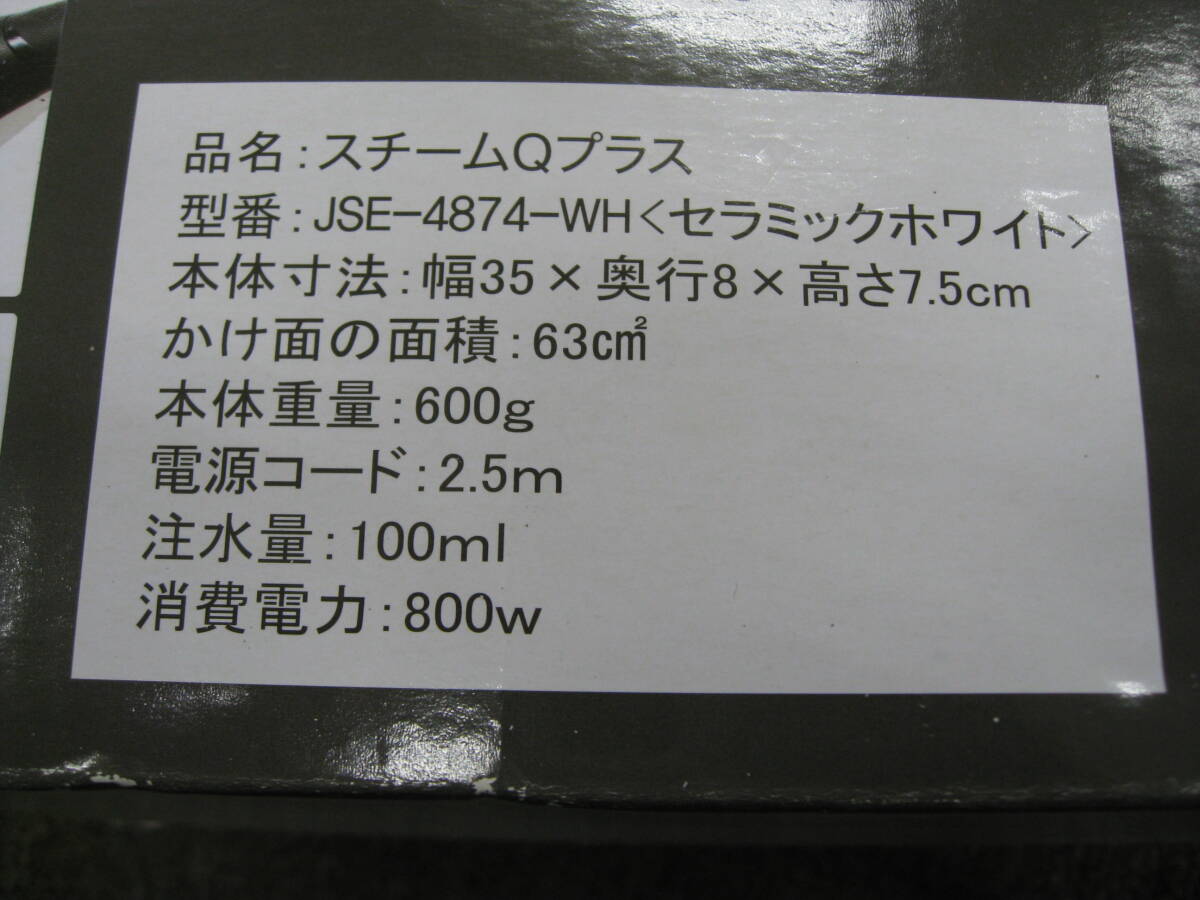 品名:スチームQプラス
型番:JSE-4874-WH<セラミックホワイト>
本体寸法:幅35×奥行8×高さ7.5cm
かけ面の面積:63c㎡
本体重量:600g
電源コード:2.5m
注水量:100ml
消費電力:800w